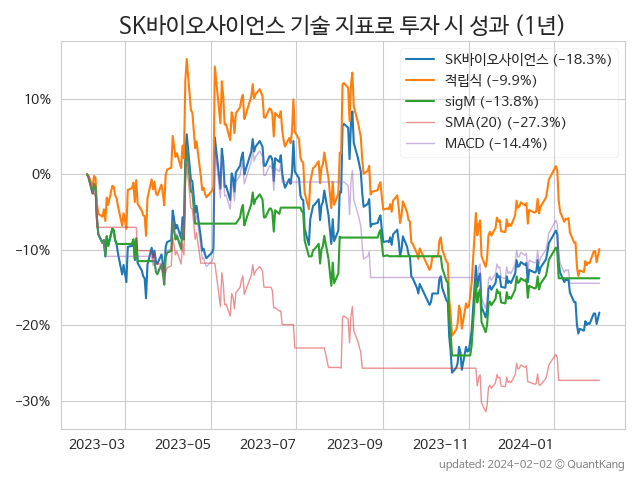 SK바이오사이언스 기술 지표로 투자 시 성과 (1년)
SK바이오사이언스 (−18.3%)
적립식 (−9.9%)
sigM (−13.8%)
SMA(20) (−27.3%)
MACD (−14.4%)
10%
0%
−10%
−20%
−30%
2023-03 2023-05 2023-07 2023-09 2023-11 2024-01
updated: 2024-02-02 © QuantKang